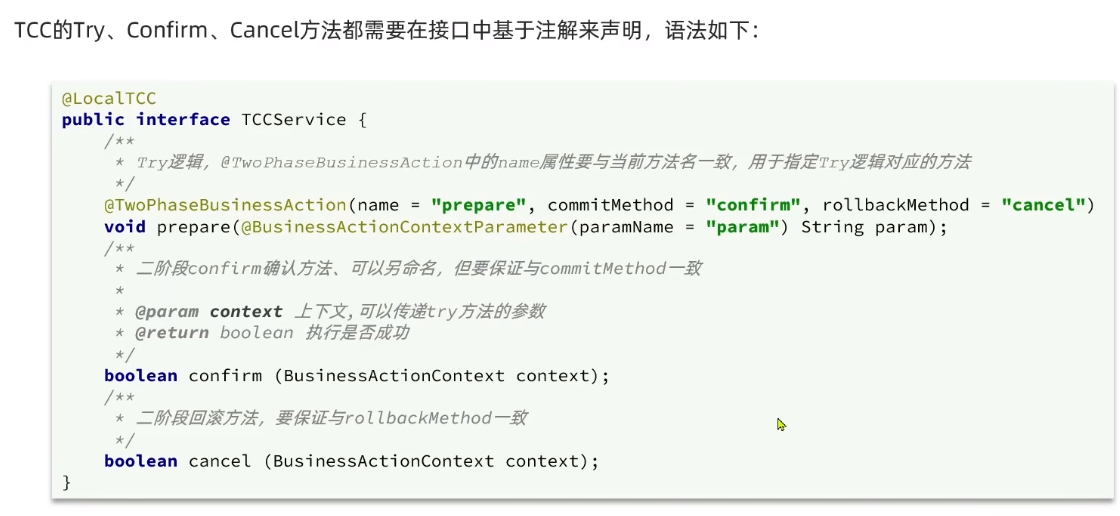 TCC的Try、Confirm、Cancel方法都需要在接口中基于注解来声明，语法如下：
@LocalTCC
public interface TCCService {
/**
* Try逻辑，@TwoPhaseBusinessAction中的name属性要与当前方法名一致，用于指定Try逻辑对应的方法
*/
@TwoPhaseBusinessAction(name = "prepare", commitMethod = "confirm", rollbackMethod = "cancel")
void prepare(@BusinessActionContextParameter(paramName = "param") String param);
/**
* 二阶段confirm确认方法、可以另命名，但要保证与commitMethod一致
*
* @param context 上下文,可以传递try方法的参数
* @return boolean 执行是否成功
*/
boolean confirm (BusinessActionContext context);
/**
* 二阶段回滚方法，要保证与rollbackMethod一致
*/
boolean cancel (BusinessActionContext context);
}